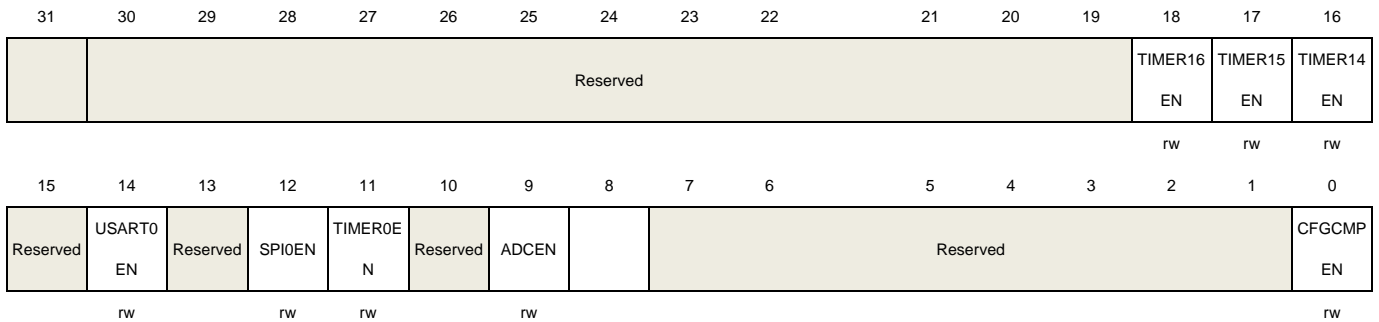 31 30 29 28 27 26 25 24 23 22 21 20 19 18 17 16
Reserved TIMER16 TIMER15 TIMER14
EN EN EN
rw rw rw
15 14 13 12 11 10 9 8 7 6 5 4 3 2 1 0
Reserved USART0 Reserved SPI0EN TIMER0E Reserved ADCEN Reserved CFGCMP
EN N EN
rw rw rw rw rw